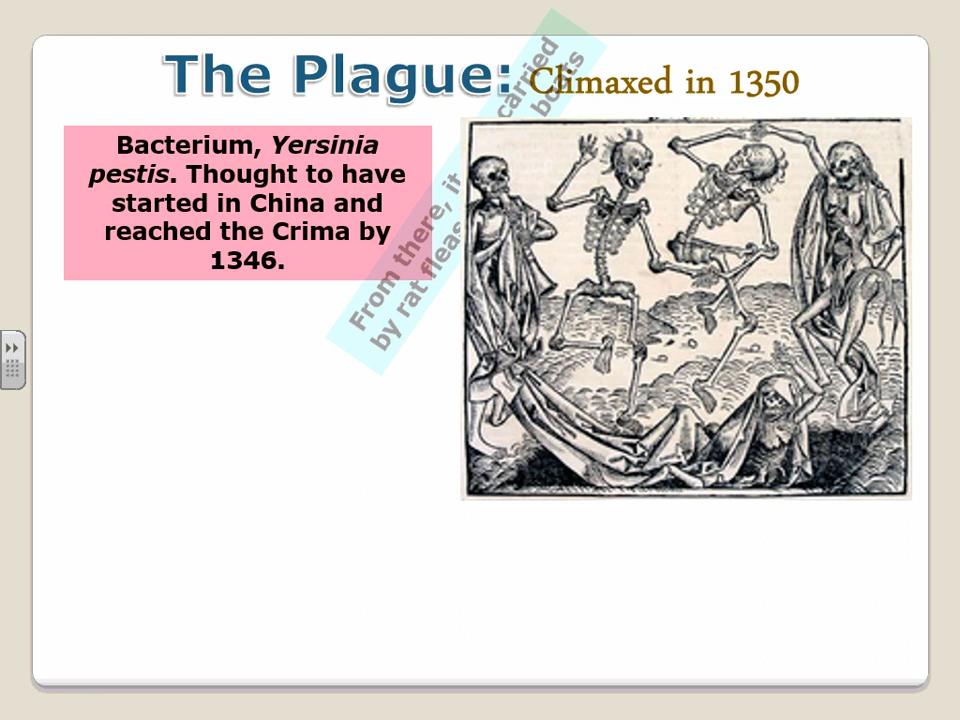 The Plague: Climaxed in 1350
Bacterium, Yersinia
pestis. Thought to have
started in China and
reached the Crima by
1346.
From there, it carried
by rat fleas boats